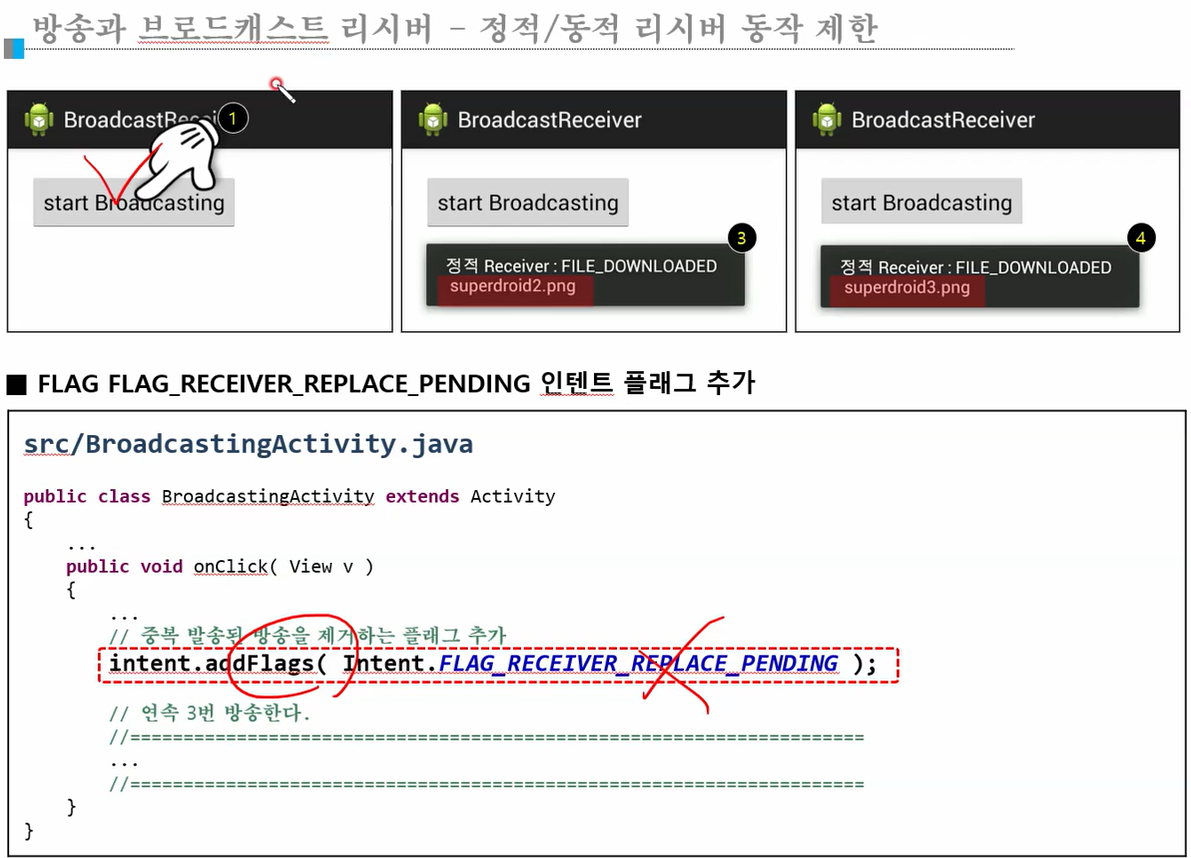 방송과 브로드캐스트 리시버 – 정적/동적 리시버 동작 제한
BroadcastRecei
1
start Broadcasting
BroadcastReceiver
start Broadcasting
3
정적 Receiver : FILE_DOWNLOADED
superdroid2.png
BroadcastReceiver
start Broadcasting
4
정적 Receiver : FILE_DOWNLOADED
superdroid3.png
■ FLAG FLAG_RECEIVER_REPLACE_PENDING 인텐트 플래그 추가
src/BroadcastingActivity.java
public class BroadcastingActivity extends Activity
{
...
public void onClick( View v )
{
...
// 중복 발송된 방송을 제거하는 플래그 추가
intent.addFlags( Intent.FLAG_RECEIVER_REPLACE_PENDING );
// 연속 3번 방송한다.
//=====================================================================
...
//=====================================================================
}
}